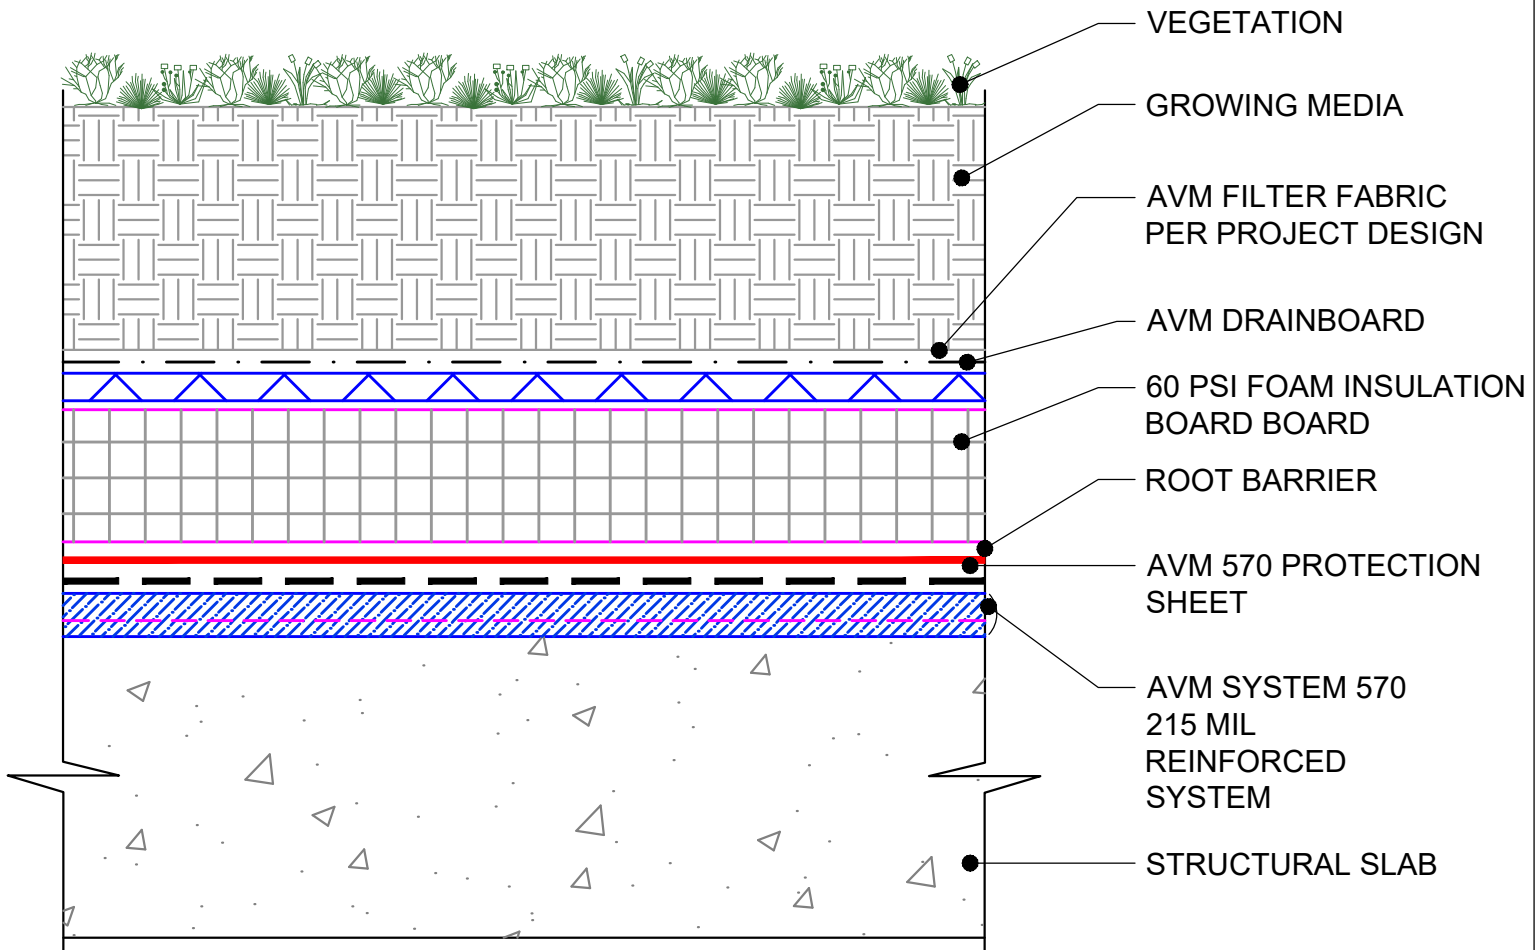 VEGETATION
GROWING MEDIA
AVM FILTER FABRIC
PER PROJECT DESIGN
AVM DRAINBOARD
60 PSI FOAM INSULATION
BOARD BOARD
ROOT BARRIER
AVM 570 PROTECTION
SHEET
AVM SYSTEM 570
215 MIL
REINFORCED
SYSTEM
STRUCTURAL SLAB